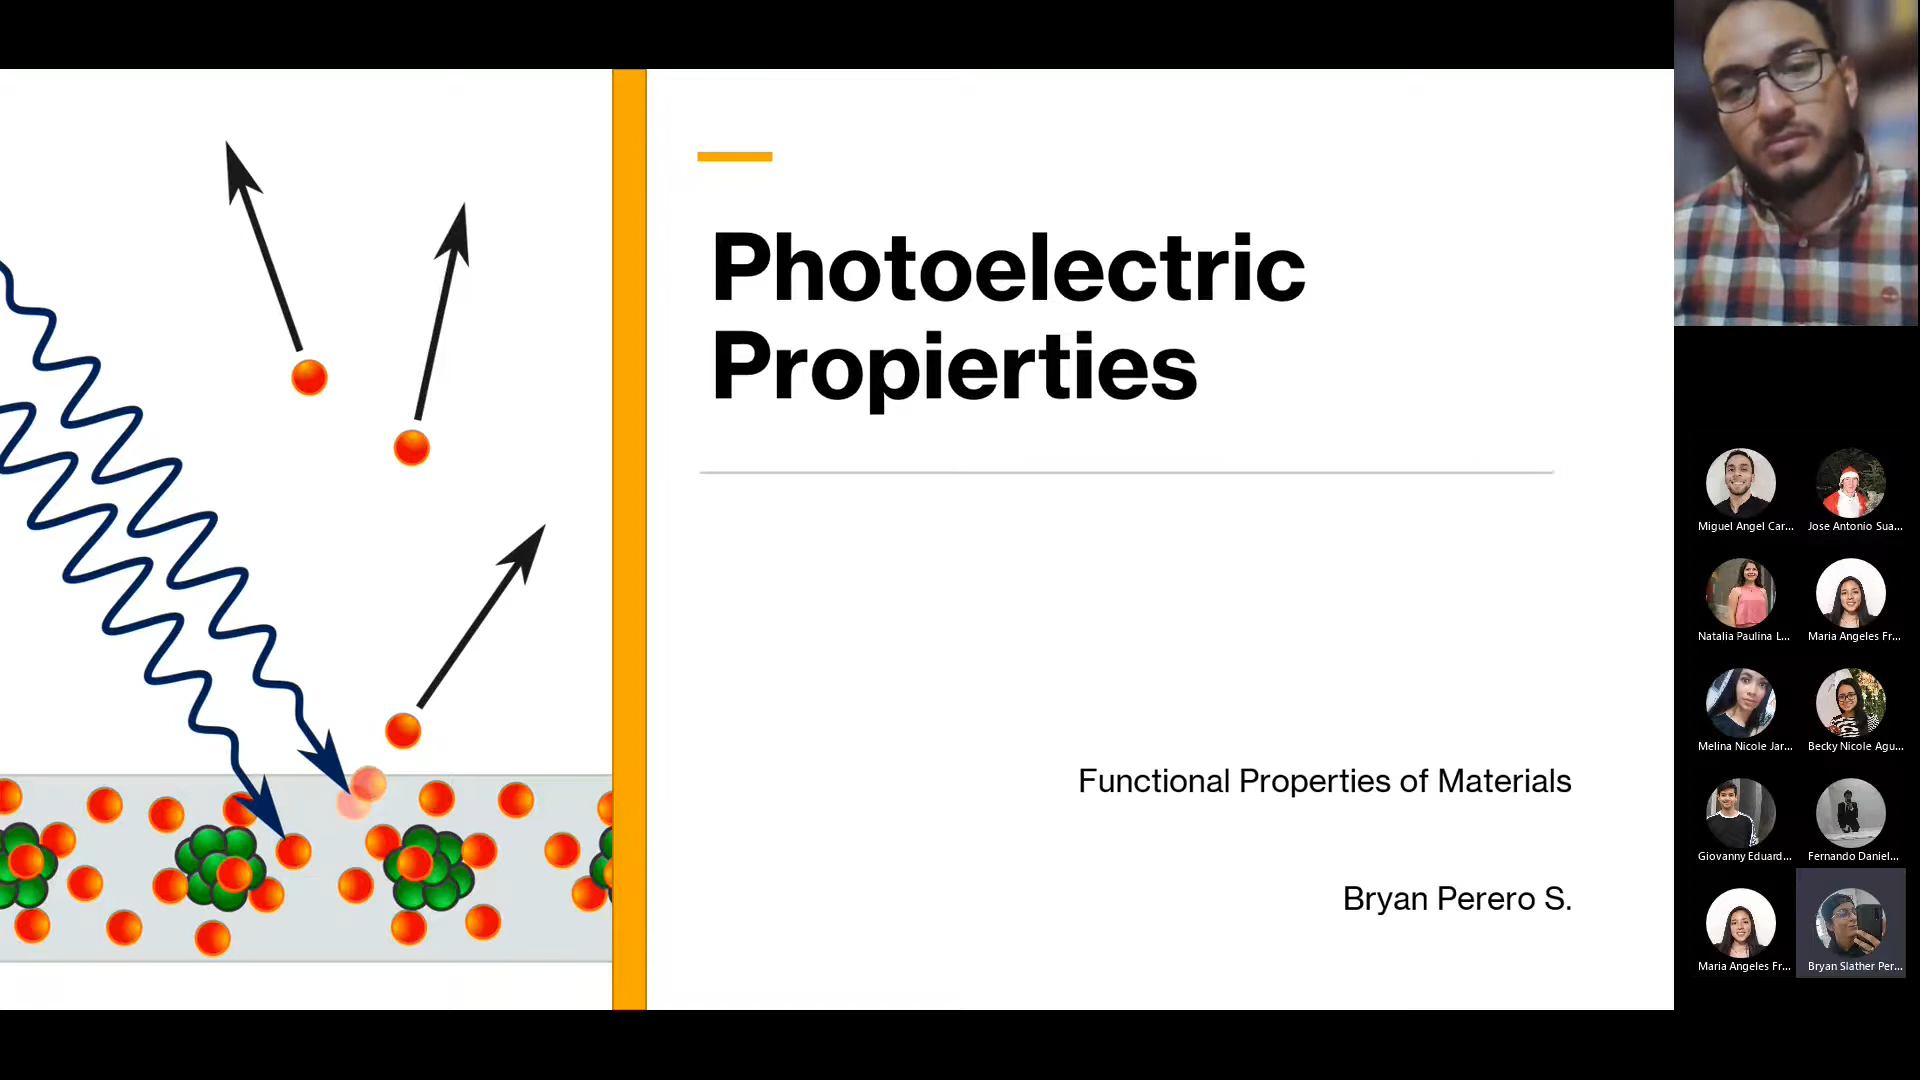 Photoelectric
Propierties
Functional Properties of Materials
Bryan Perero S.
Miguel Angel Car...
Jose Antonio Sua...
Natalia Paulina L...
Maria Angeles Fr...
Melina Nicole Jar...
Becky Nicole Agu...
Giovanny Eduard...
Fernando Daniel...
Maria Angeles Fr...
Bryan Slather Per...